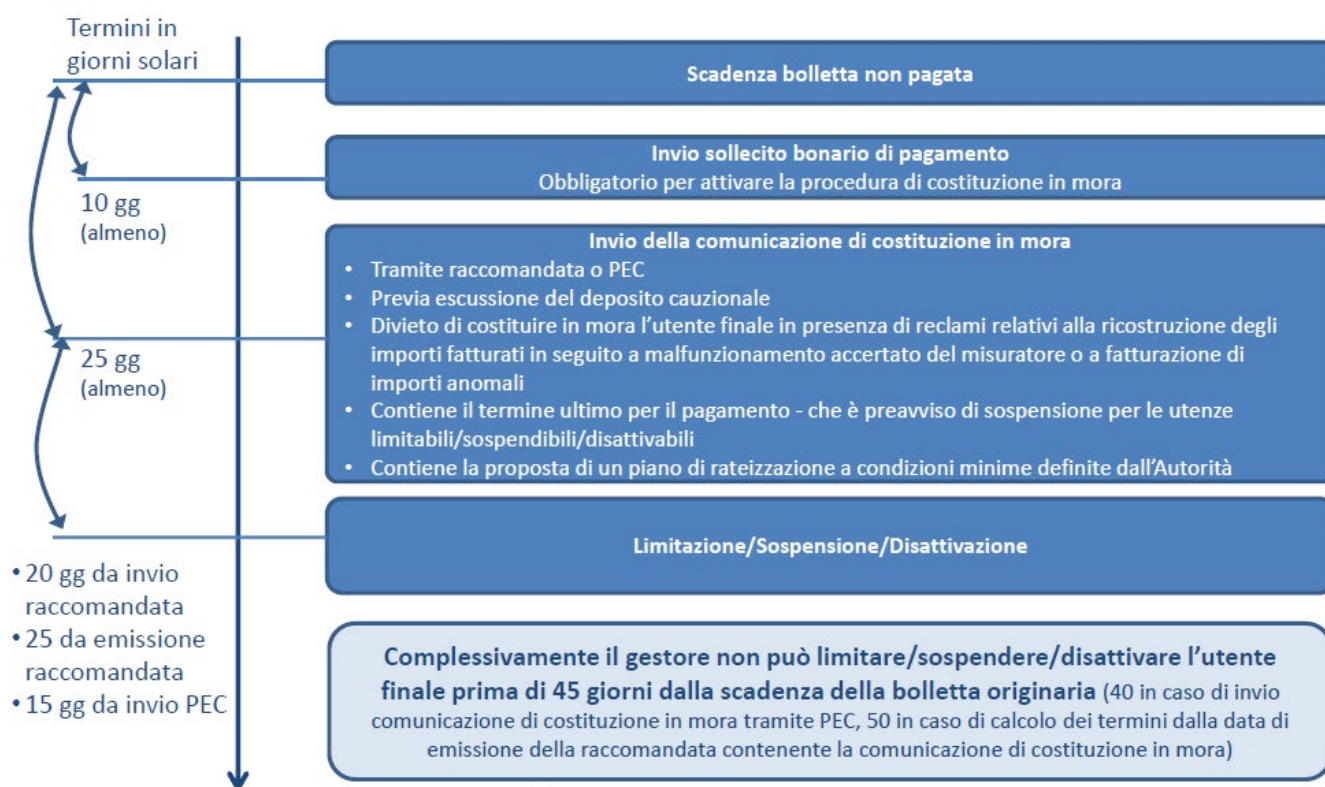 Termini in
giorni solari
Scadenza bolletta non pagata
Invio sollecito bonario di pagamento
Obbligatorio per attivare la procedura di costituzione in mora
10 gg
(almeno)
Invio della comunicazione di costituzione in mora
• Tramite raccomandata o PEC
• Previa escussione del deposito cauzionale
• Divieto di costituire in mora l’utente finale in presenza di reclami relativi alla ricostruzione degli
importi fatturati in seguito a malfunzionamento accertato del misuratore o a fatturazione di
importi anomali
• Contiene il termine ultimo per il pagamento - che è preavviso di sospensione per le utenze
limitabili/sospendibili/disattivabili
• Contiene la proposta di un piano di rateizzazione a condizioni minime definite dall’Autorità
25 gg
(almeno)
Limitazione/Sospensione/Disattivazione
• 20 gg da invio
raccomandata
• 25 da emissione
raccomandata
• 15 gg da invio PEC
Complessivamente il gestore non può limitare/sospendere/disattivare l’utente
finale prima di 45 giorni dalla scadenza della bolletta originaria (40 in caso di invio
comunicazione di costituzione in mora tramite PEC, 50 in caso di calcolo dei termini dalla data di
emissione della raccomandata contenente la comunicazione di costituzione in mora)